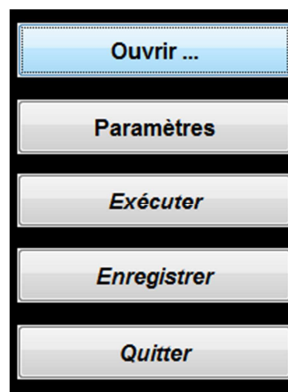 Ouvrir ...
Paramètres
Exécuter
Enregistrer
Quitter